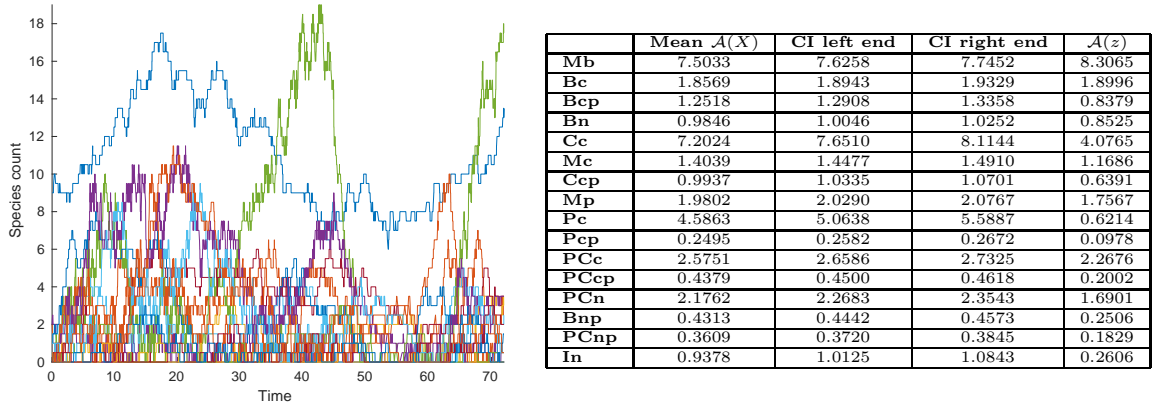 18
16
14
12
10
8
6
4
2
0
Species count
0 10 20 30 40 50 60 70
Time
Mean 𝒜(X) CI left end CI right end 𝒜(z)
Mb 7.5033 7.6258 7.7452 8.3065
Bc 1.8569 1.8943 1.9329 1.8996
Bcp 1.2518 1.2908 1.3358 0.8379
Bn 0.9846 1.0046 1.0252 0.8525
Cc 7.2024 7.6510 8.1144 4.0765
Mc 1.4039 1.4477 1.4910 1.1686
Ccp 0.9937 1.0335 1.0701 0.6391
Mp 1.9802 2.0290 2.0767 1.7567
Pc 4.5863 5.0638 5.5887 0.6214
Pcp 0.2495 0.2582 0.2672 0.0978
PCc 2.5751 2.6586 2.7325 2.2676
PCcp 0.4379 0.4500 0.4618 0.2002
PCn 2.1762 2.2683 2.3543 1.6901
Bnp 0.4313 0.4442 0.4573 0.2506
PCnp 0.3609 0.3720 0.3845 0.1829
In 0.9378 1.0125 1.0843 0.2606